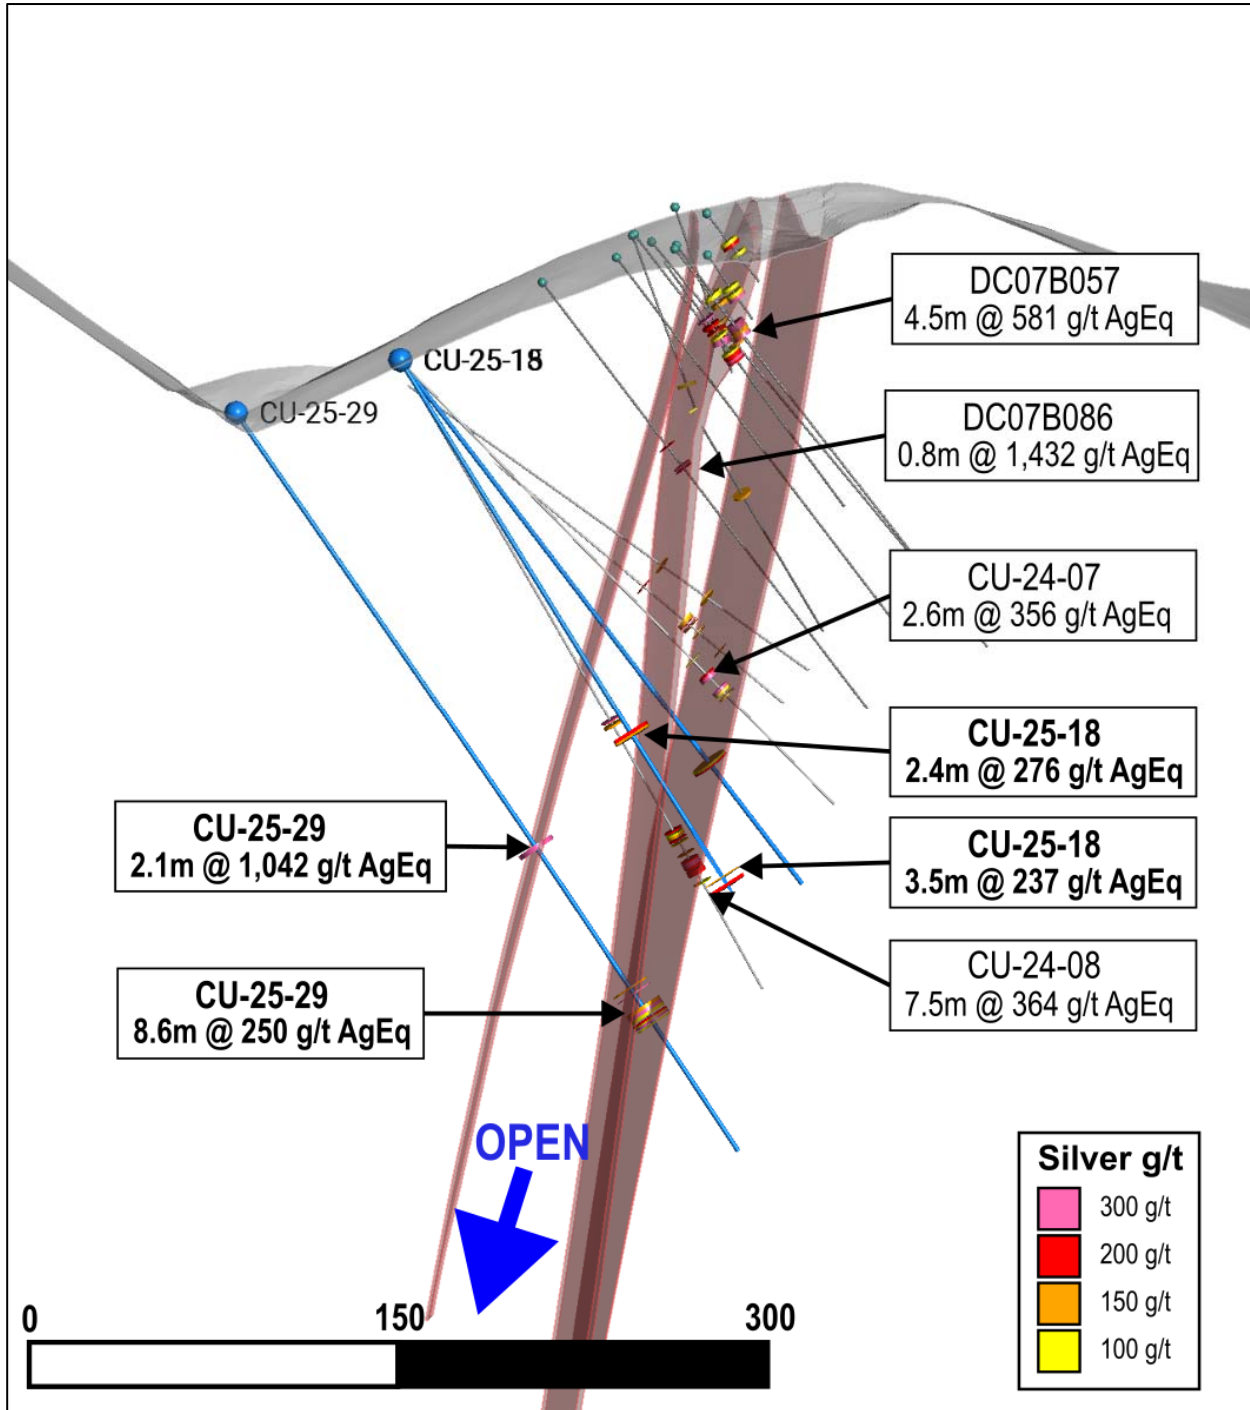 DC07B057
4.5m @ 581 g/t AgEq
DC07B086
0.8m @ 1,432 g/t AgEq
CU-25-29
CU-24-07
2.6m @ 356 g/t AgEq
CU-25-18
2.4m @ 276 g/t AgEq
CU-25-29
2.1m @ 1,042 g/t AgEq
CU-25-18
3.5m @ 237 g/t AgEq
CU-24-08
7.5m @ 364 g/t AgEq
CU-25-29
8.6m @ 250 g/t AgEq
OPEN
Silver g/t
300 g/t
200 g/t
150 g/t
100 g/t
0 150 300